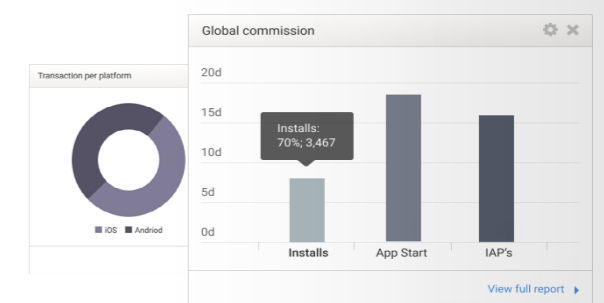 Global commission
Transaction per platform
iOS Andriod
20d
15d
10d
5d
0d
Installs:
70%; 3,467
Installs App Start IAP's
View full report